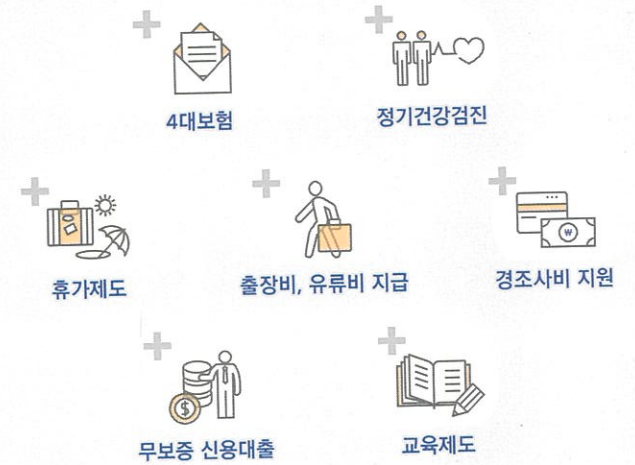 4대보험
정기건강검진
휴가제도
출장비, 유류비 지급
경조사비 지원
무보증 신용대출
교육제도